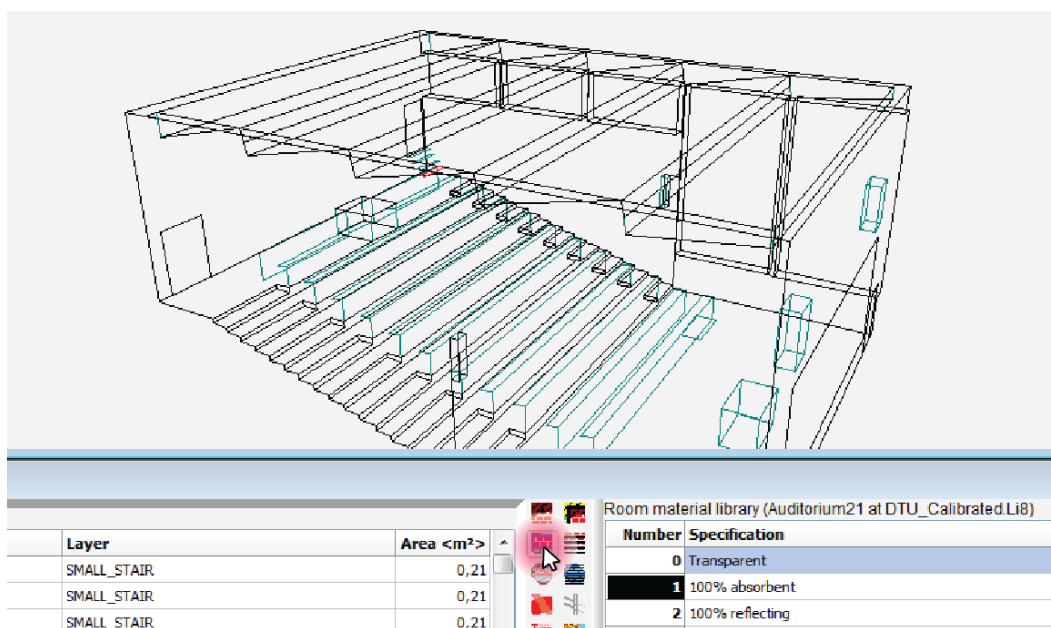 Room material library (Auditorium21 at DTU_Calibrated.Li8)
Layer Area <m²> Number Specification
SMALL_STAIR 0,21 0 Transparent
SMALL_STAIR 0,21 1 100% absorbent
SMALL_STAIR 0,21 2 100% reflecting